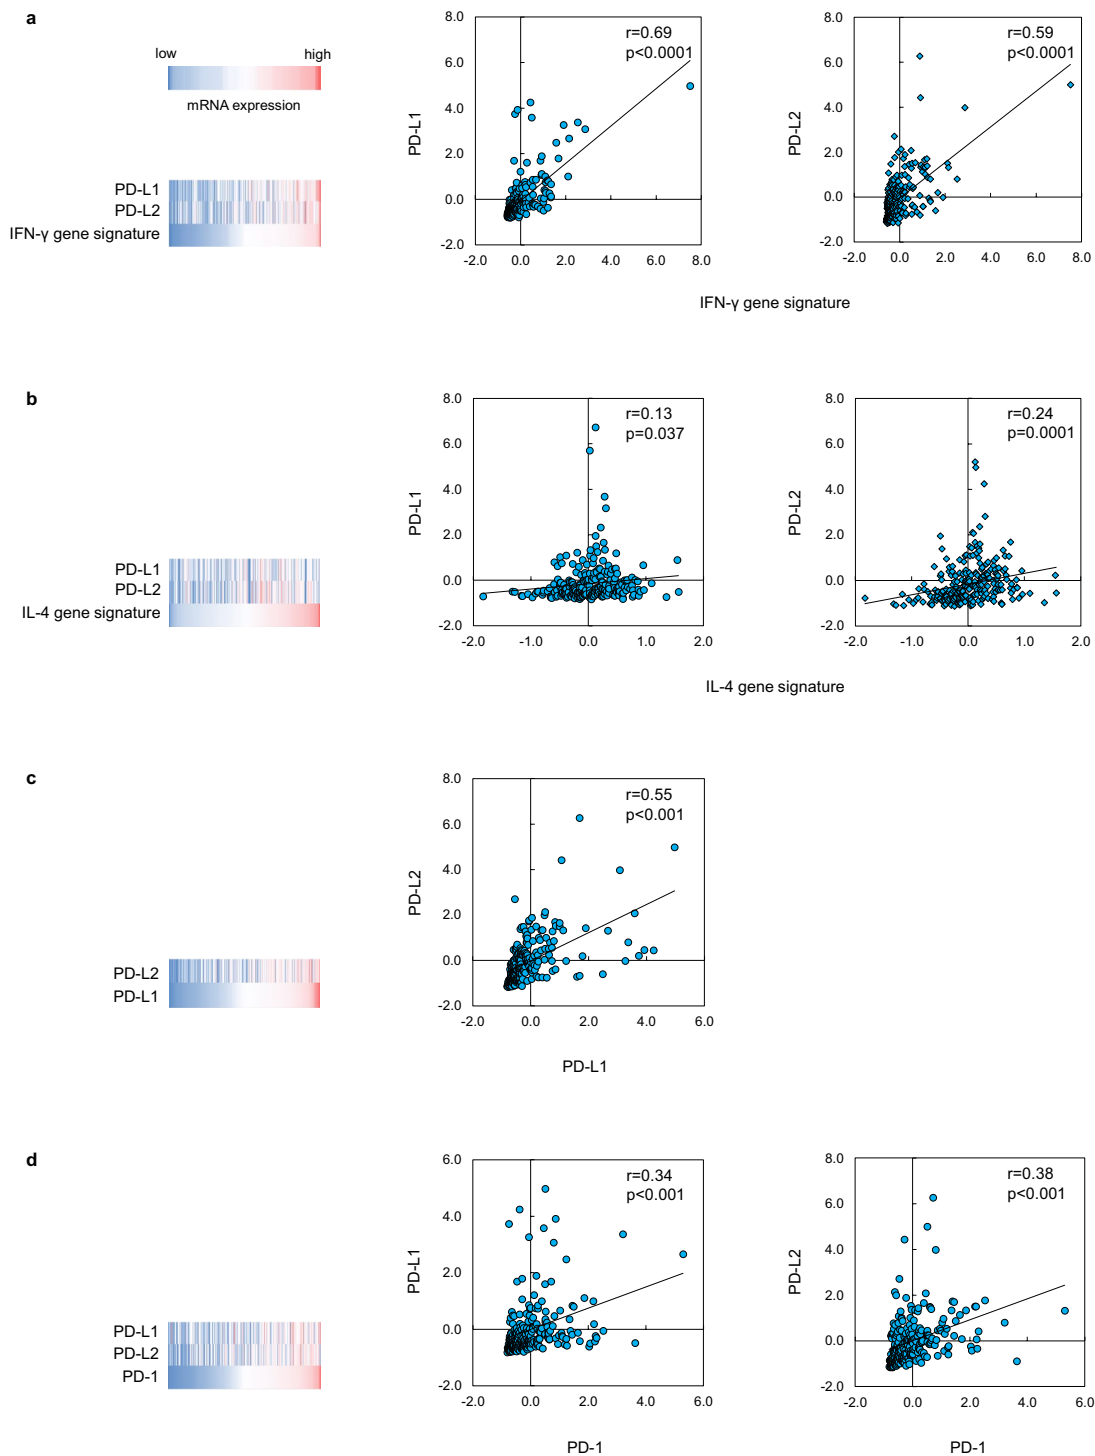 a
low high
mRNA expression
PD-L1
PD-L2
IFN-γ gene signature
8.0
6.0
4.0
2.0
0.0
-2.0
PD-L1
r=0.69
p<0.0001
-2.0 0.0 2.0 4.0 6.0 8.0
8.0
6.0
4.0
2.0
0.0
-2.0
PD-L2
r=0.59
p<0.0001
-2.0 0.0 2.0 4.0 6.0 8.0
IFN-γ gene signature
b
PD-L1
PD-L2
IL-4 gene signature
8.0
6.0
4.0
2.0
0.0
-2.0
PD-L1
r=0.13
p=0.037
-2.0 -1.0 0.0 1.0 2.0
8.0
6.0
4.0
2.0
0.0
-2.0
PD-L2
r=0.24
p=0.0001
-2.0 -1.0 0.0 1.0 2.0
IL-4 gene signature
c
PD-L2
PD-L1
8.0
6.0
4.0
2.0
0.0
-2.0
PD-L2
r=0.55
p<0.001
-2.0 0.0 2.0 4.0 6.0
PD-L1
d
PD-L1
PD-L2
PD-1
6.0
4.0
2.0
0.0
-2.0
PD-L1
r=0.34
p<0.001
-2.0 0.0 2.0 4.0 6.0
PD-1
8.0
6.0
4.0
2.0
0.0
-2.0
PD-L2
r=0.38
p<0.001
-2.0 0.0 2.0 4.0 6.0
PD-1